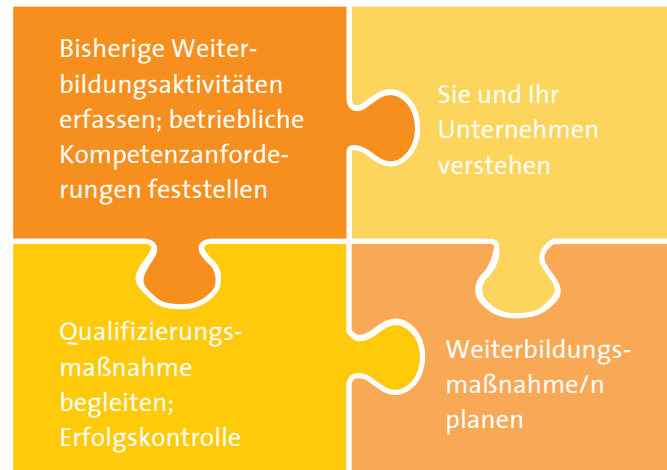 Bisherige Weiter-
bildungsaktivitäten
erfassen; betriebliche
Kompetenzanforde-
rungen feststellen
Sie und Ihr
Unternehmen
verstehen
Qualifizierungs-
maßnahme
begleiten;
Erfolgskontrolle
Weiterbildungs-
maßnahme/n
planen